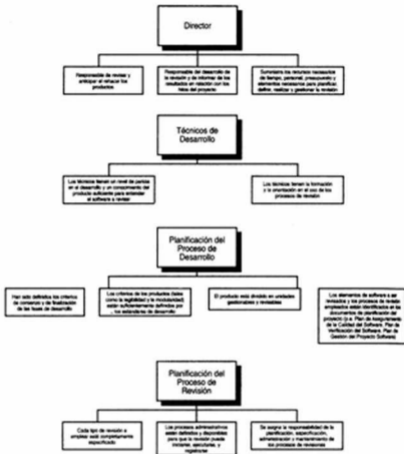 Director
Responsable de revisar y
anticipar el rehacer los
productos
Responsable del desarrollo de
la revisión y de informar de los
resultados en relación con los
hitos del proyecto
Suministra los recursos necesarios
de tiempo, personal, presupuesto y
elementos necesarios para planificar,
definir, realizar y gestionar la revisión
Técnicos de
Desarrollo
Los técnicos tienen un nivel de pericia
en el desarrollo y un conocimiento del
producto suficiente para entender
el software a revisar
Los técnicos tienen la formación
y la orientación en el uso de los
procesos de revisión
Planificación del
Proceso de
Desarrollo
Han sido definidos los criterios
de comienzo y de finalización
de las fases de desarrollo
Los criterios de los productos (tales
como la legibilidad y la modularidad)
están suficientemente definidos por
los estándares de desarrollo
El producto está dividido en unidades
gestionables y revisables
Los elementos de software a ser
revisados y los procesos de revisión
empleados están identificados en los
documentos de planificación del
proyecto (v.a. Plan de Aseguramiento
de la Calidad del Software, Plan de
Verificación del Software, Plan de
Gestión del Proyecto Software)
Planificación del
Proceso de
Revisión
Cada tipo de revisión a
emplear está completamente
especificado
Los procesos administrativos
están definidos y disponibles
para que la revisión pueda
iniciarse, ejecutarse, y
registrarse
Se asigna la responsabilidad de la
planificación, especificación,
administración y mantenimiento de
los procesos de revisiones